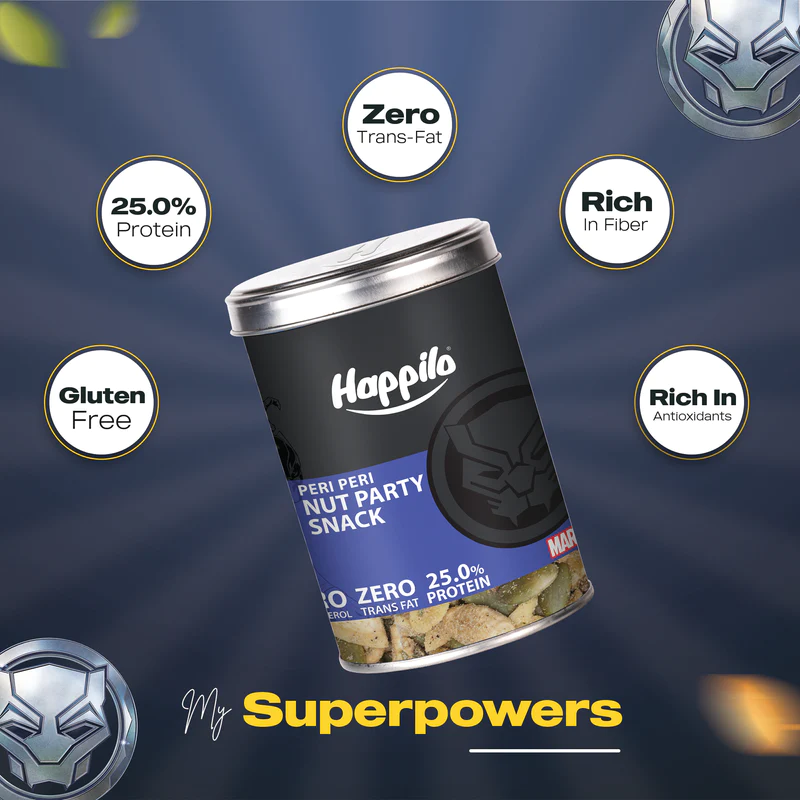 Zero
Trans-Fat
25.0%
Protein
Rich
In Fiber
Gluten
Free
Rich In
Antioxidants
Happilo
PERI PERI
NUT PARTY
SNACK
ZERO
TRANS FAT
25.0%
PROTEIN
My Superpowers